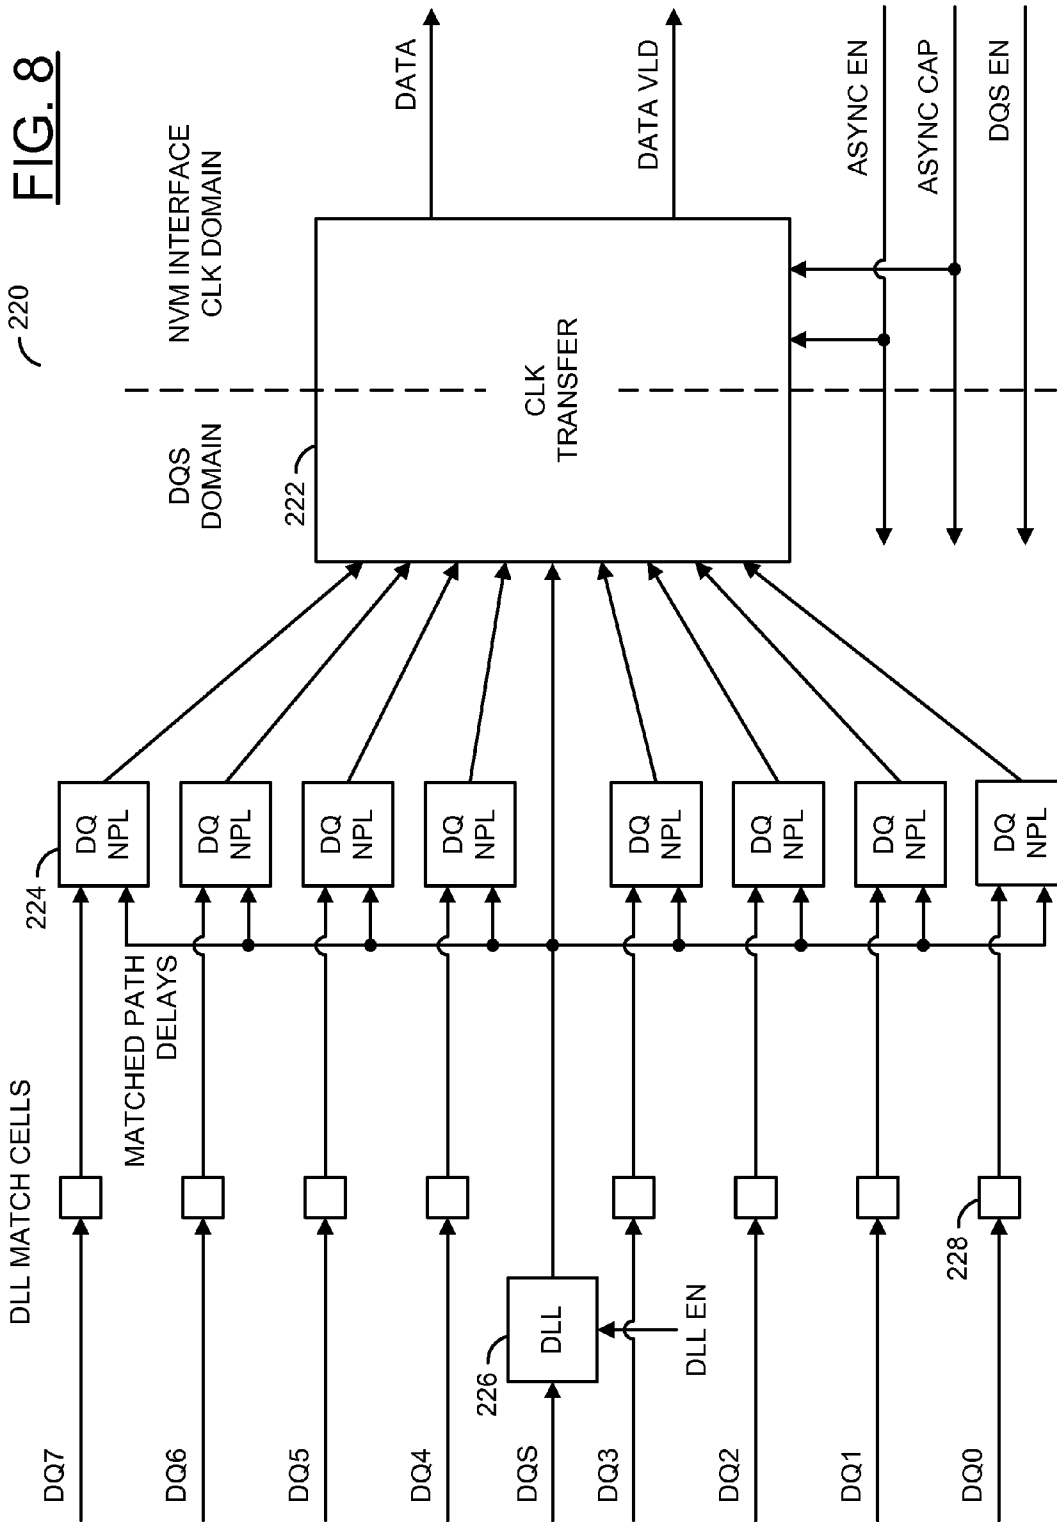 FIG. 8
220
DQS
DOMAIN
NVM INTERFACE
CLK DOMAIN
DLL MATCH CELLS
MATCHED PATH
DELAYS
222
224
226
228
DQ7
DQ6
DQ5
DQ4
DQS
DQ3
DQ2
DQ1
DQ0
DLL
DLL EN
DQ
NPL
DQ
NPL
DQ
NPL
DQ
NPL
DQ
NPL
DQ
NPL
DQ
NPL
DQ
NPL
CLK
TRANSFER
DATA
DATA VLD
ASYNC EN
ASYNC CAP
DQS EN